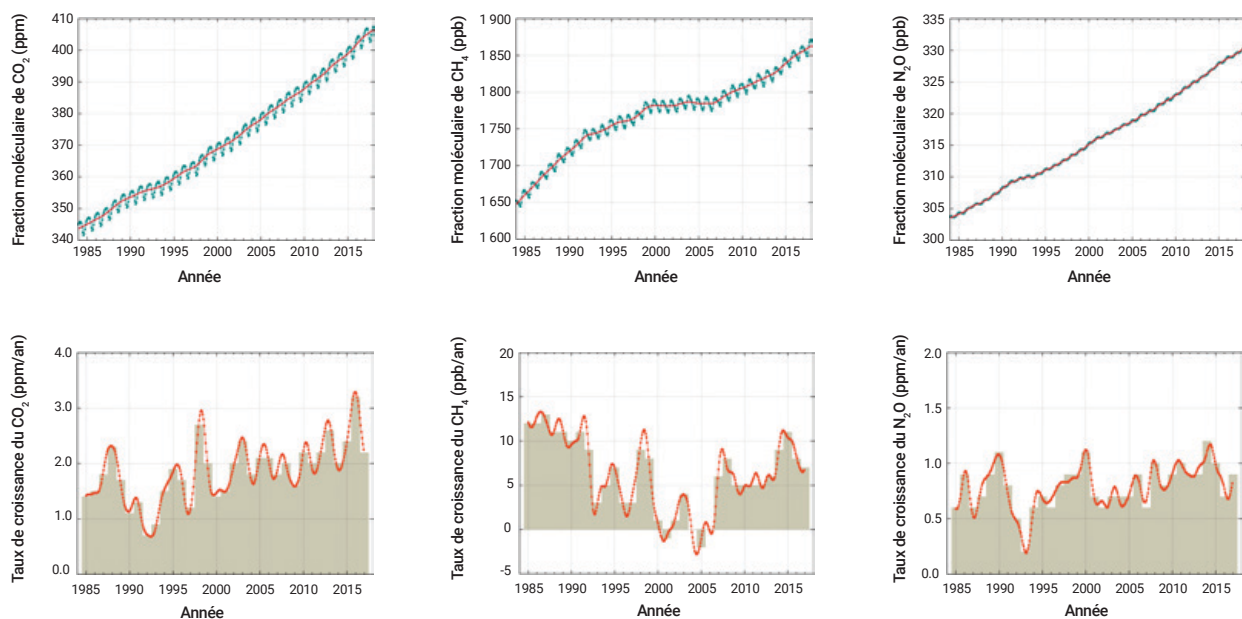 Fraction moléculaire de CO₂ (ppm)
410
400
390
380
370
360
350
340
1985 1990 1995 2000 2005 2010 2015
Année
Fraction moléculaire de CH₄ (ppb)
1 900
1 850
1 800
1 750
1 700
1 650
1 600
1985 1990 1995 2000 2005 2010 2015
Année
Fraction moléculaire de N₂O (ppb)
335
330
325
320
315
310
305
300
1985 1990 1995 2000 2005 2010 2015
Année
Taux de croissance du CO₂ (ppm/an)
4.0
3.0
2.0
1.0
0.0
1985 1990 1995 2000 2005 2010 2015
Année
Taux de croissance du CH₄ (ppb/an)
20
15
10
5
0
-5
1985 1990 1995 2000 2005 2010 2015
Année
Taux de croissance du N₂O (ppm/an)
2.0
1.5
1.0
0.5
0.0
1985 1990 1995 2000 2005 2010 2015
Année